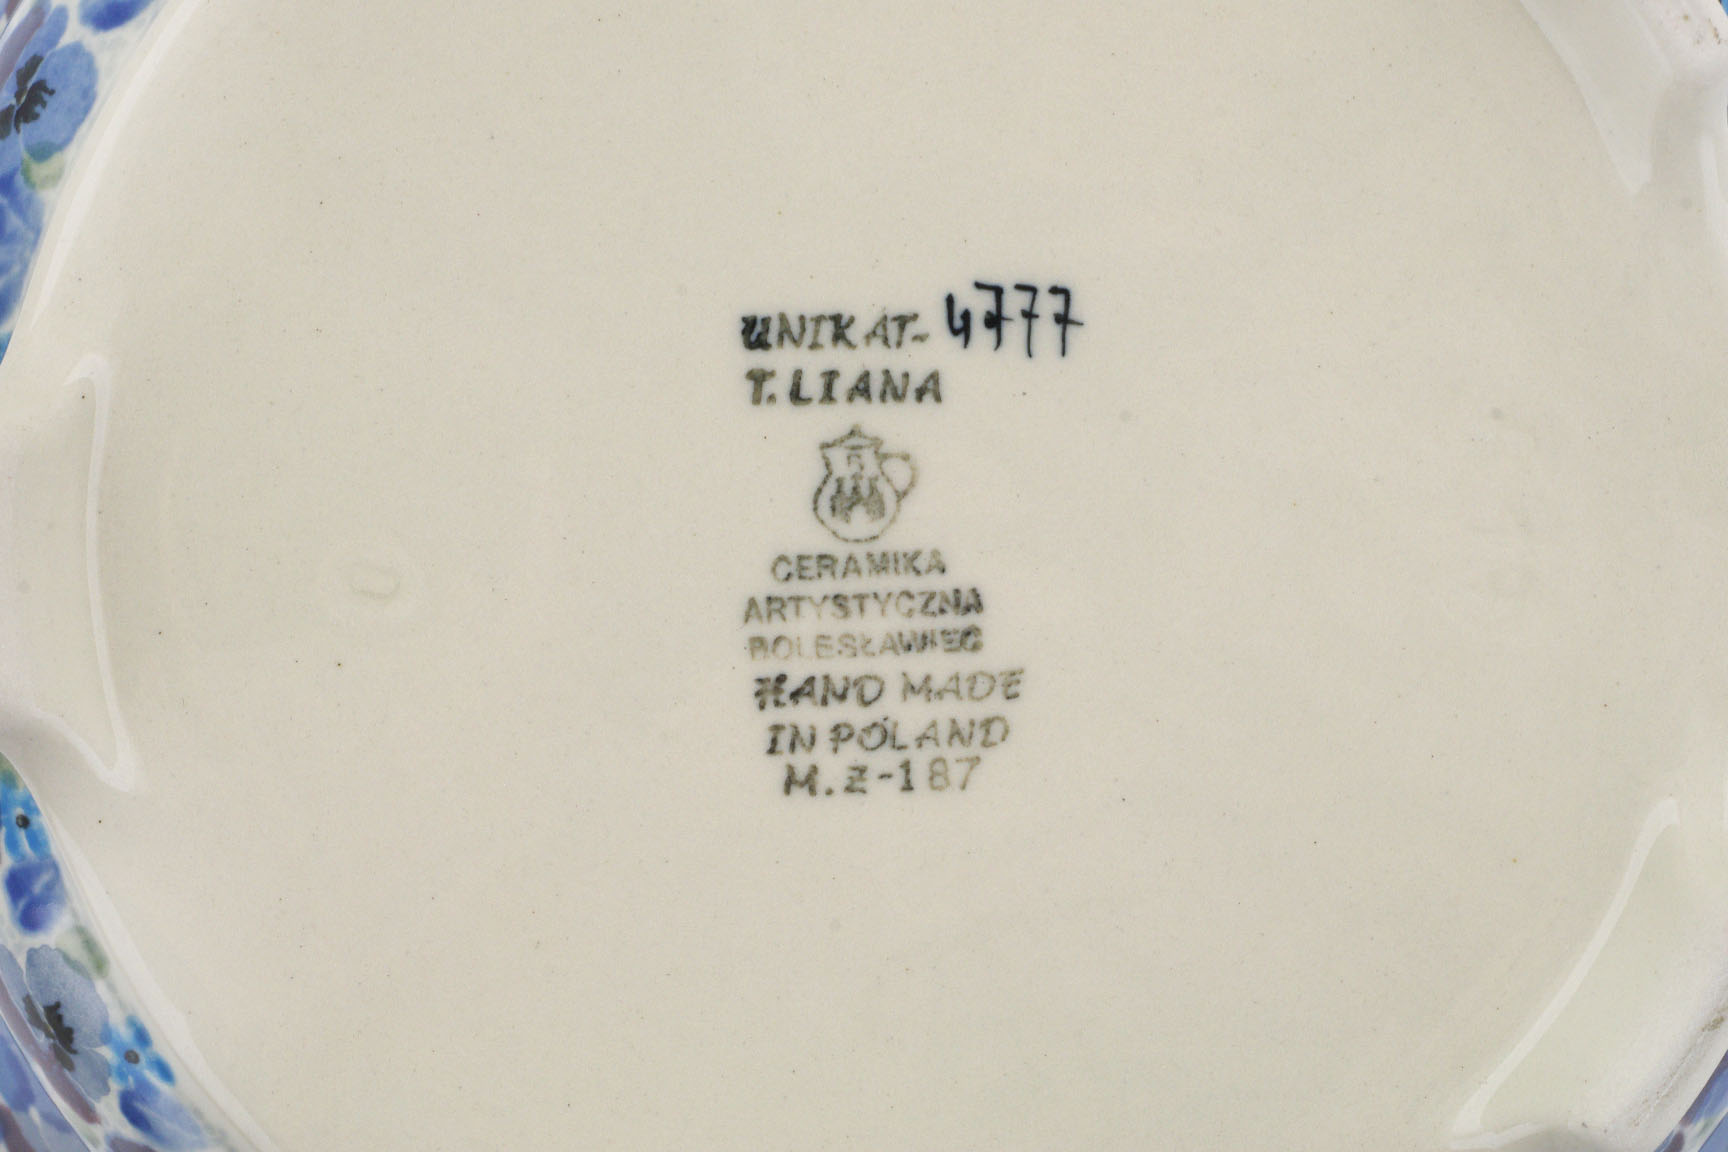 UNIKAT- 4777
T. LIANA
CERAMIKA
ARTYSTYCZNA
BOLESŁAWIEC
HAND MADE
IN POLAND
M.Z-187